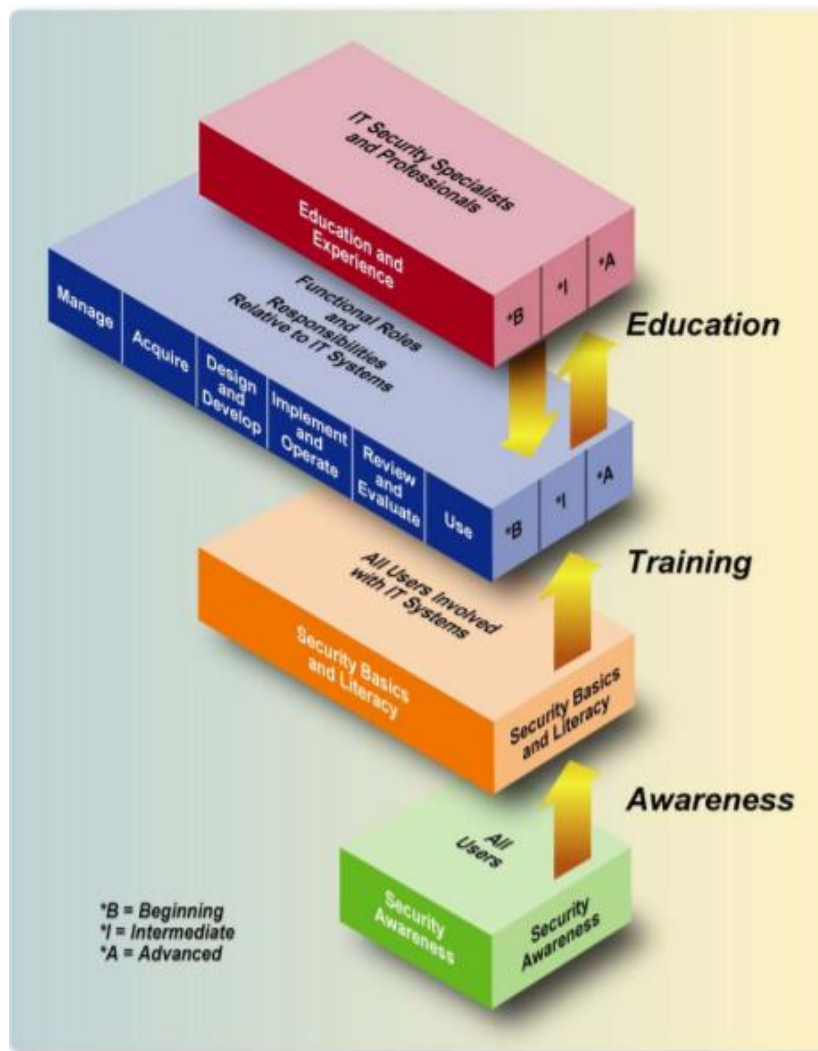 IT Security Specialists
and Professionals
Education and
Experience
*B
*I
*A
Education
Functional Roles
and
Responsibilities
Relative to IT Systems
Manage
Acquire
Design
and
Develop
Implement
and
Operate
Review
and
Evaluate
Use
*B
*I
*A
Training
All Users Involved
with IT Systems
Security Basics
and Literacy
Security Basics
and Literacy
Awareness
All
Users
Security
Awareness
Security
Awareness
*B = Beginning
*I = Intermediate
*A = Advanced